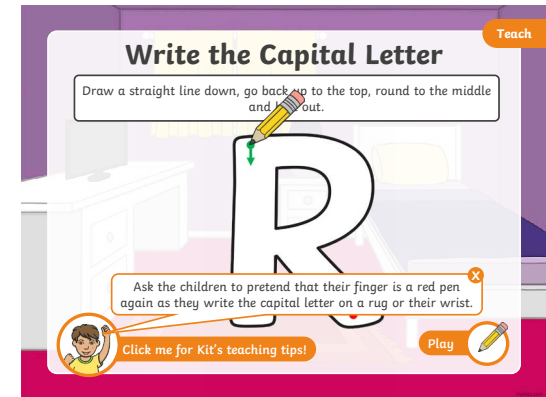 Teach
Write the Capital Letter
Draw a straight line down, go back up to the top, round to the middle
and out.
R
Ask the children to pretend that their finger is a red pen
again as they write the capital letter on a rug or their wrist.
X
Click me for Kit's teaching tips!
Play